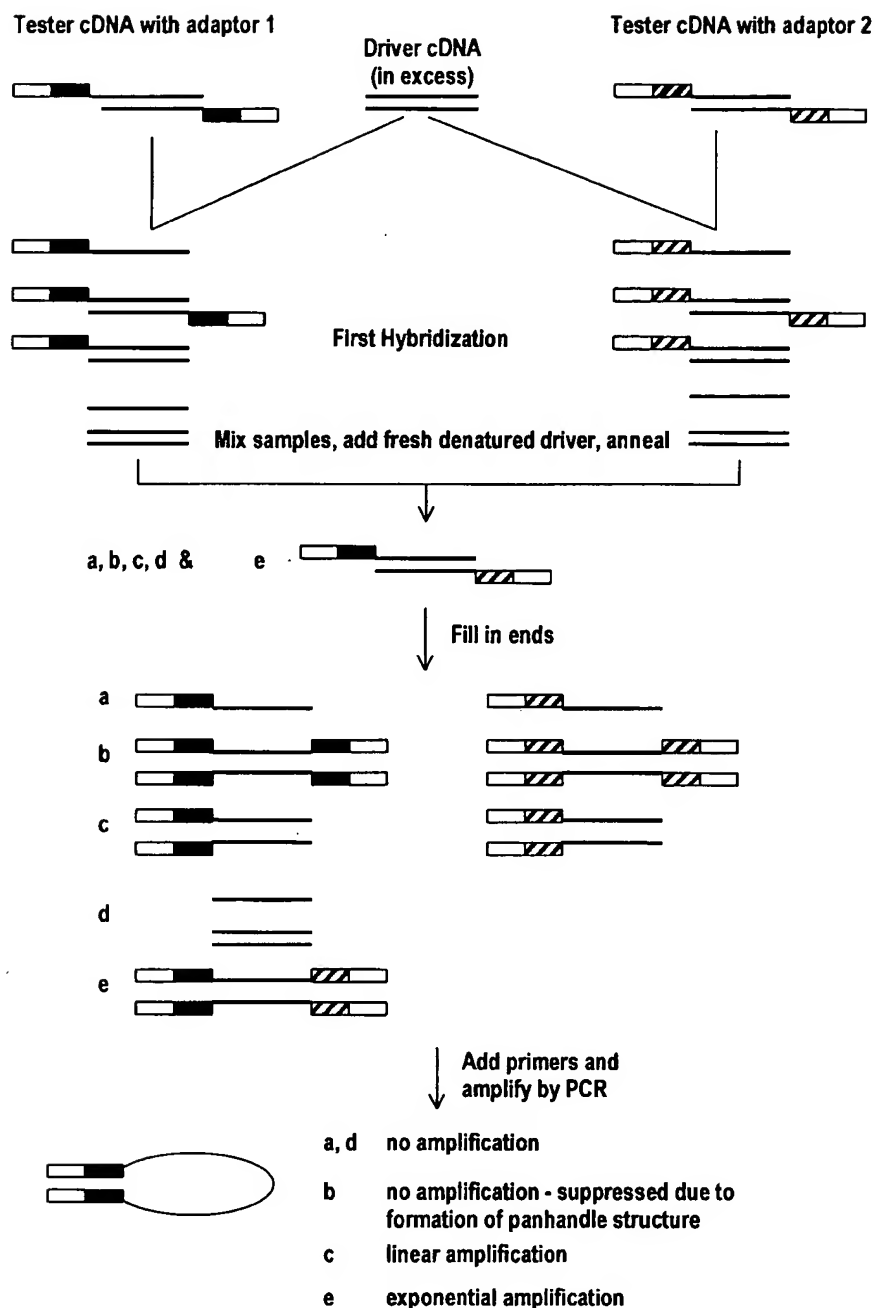 Tester cDNA with adaptor 1
Driver cDNA
(in excess)
Tester cDNA with adaptor 2
First Hybridization
Mix samples, add fresh denatured driver, anneal
a, b, c, d & e
Fill in ends
a
b
c
d
e
Add primers and
amplify by PCR
a, d no amplification
b no amplification - suppressed due to
formation of panhandle structure
c linear amplification
e exponential amplification